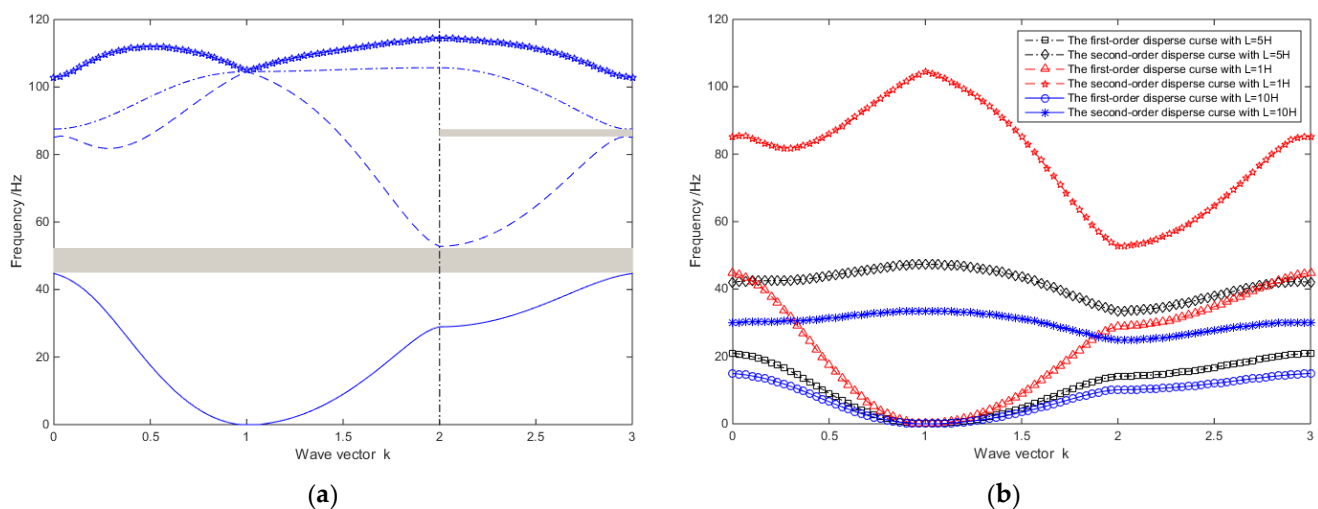 120
100
80
60
40
20
0
Frequency /Hz
0
0.5
1
1.5
2
2.5
3
Wave vector k
(a)
120
100
80
60
40
20
0
Frequency /Hz
The first-order disperse curse with L=5H
The second-order disperse curse with L=5H
The first-order disperse curse with L=1H
The second-order disperse curse with L=1H
The first-order disperse curse with L=10H
The second-order disperse curse with L=10H
0
0.5
1
1.5
2
2.5
3
Wave vector k
(b)